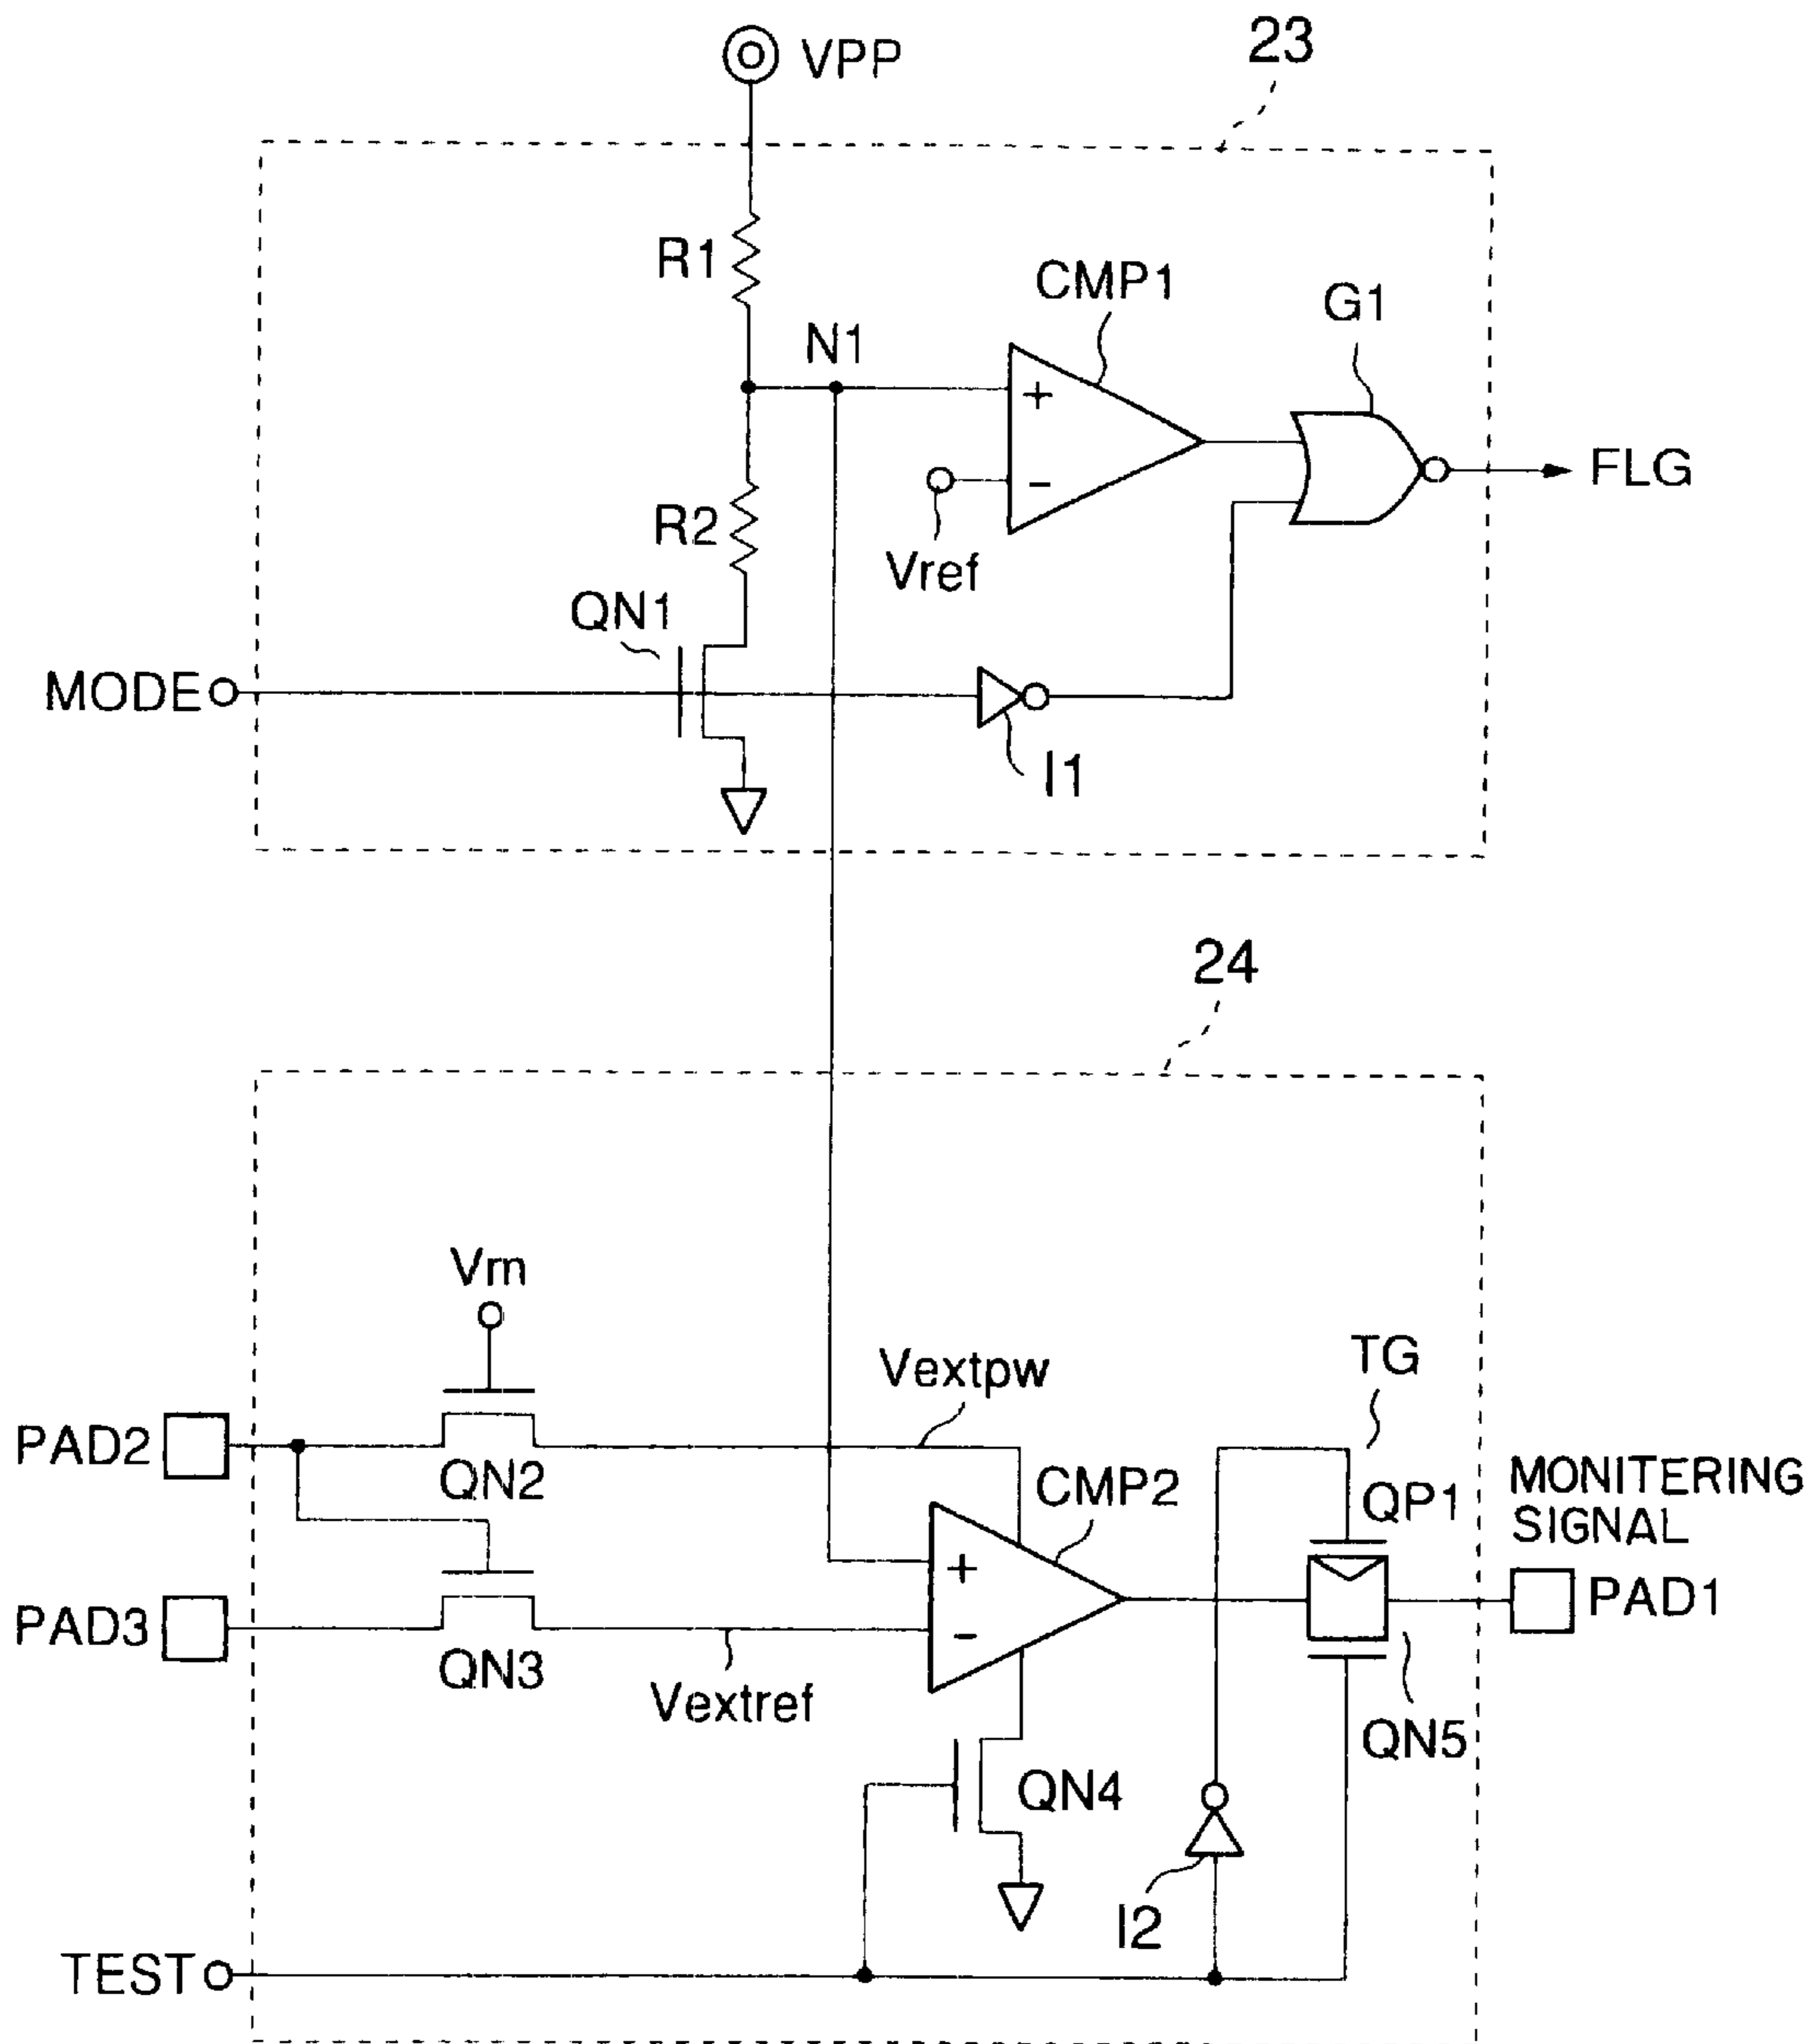 23
VPP
R1
CMP1
G1
N1
+
-
FLG
R2
Vref
QN1
MODE
I1
24
Vm
Vextpw
TG
PAD2
QN2
CMP2
QP1
MONITERING
SIGNAL
+
-
PAD3
QN3
PAD1
Vextref
QN5
QN4
I2
TEST